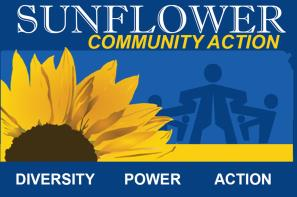 SUNFLOWER
COMMUNITY ACTION
DIVERSITY POWER ACTION